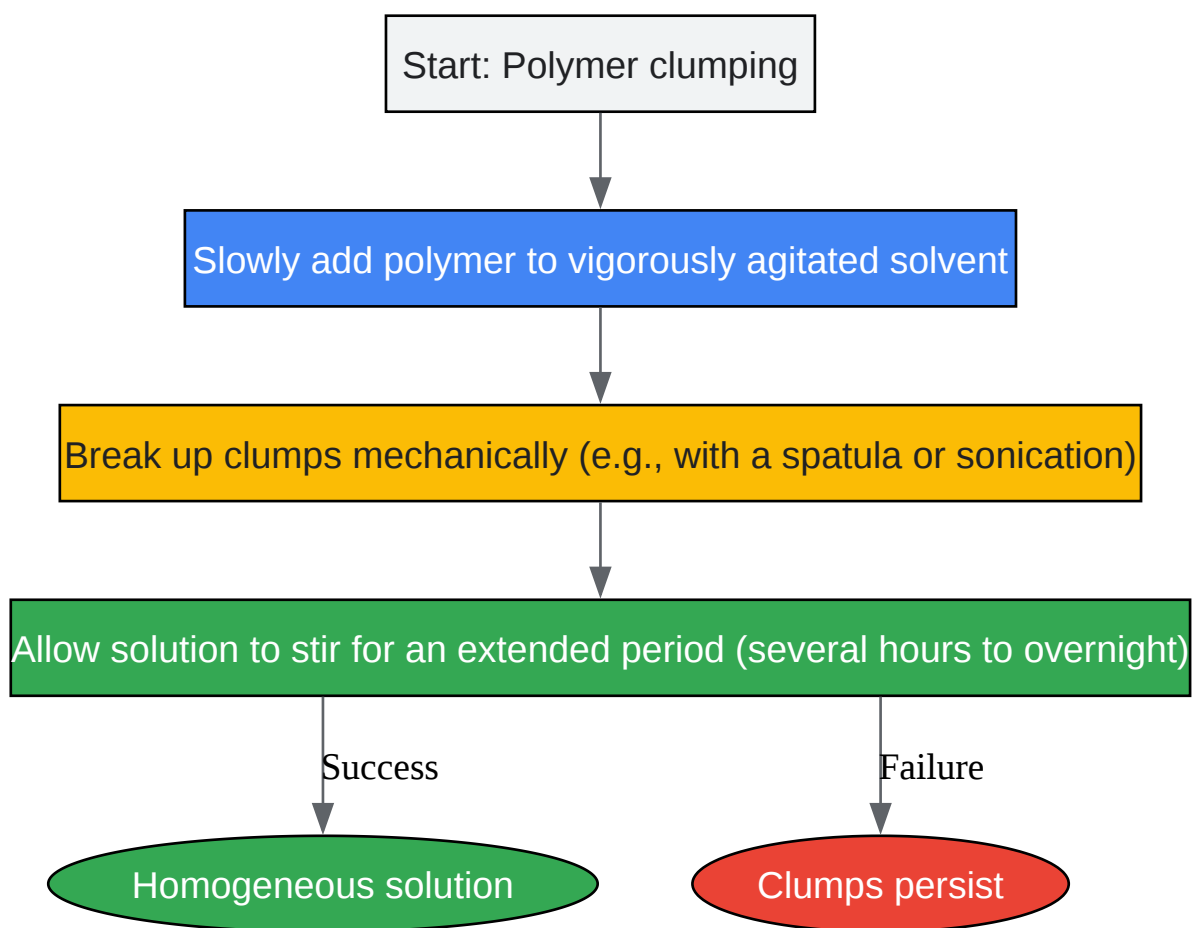 Start: Polymer clumping
Slowly add polymer to vigorously agitated solvent
Break up clumps mechanically (e.g., with a spatula or sonication)
Allow solution to stir for an extended period (several hours to overnight)
Success
Failure
Homogeneous solution
Clumps persist